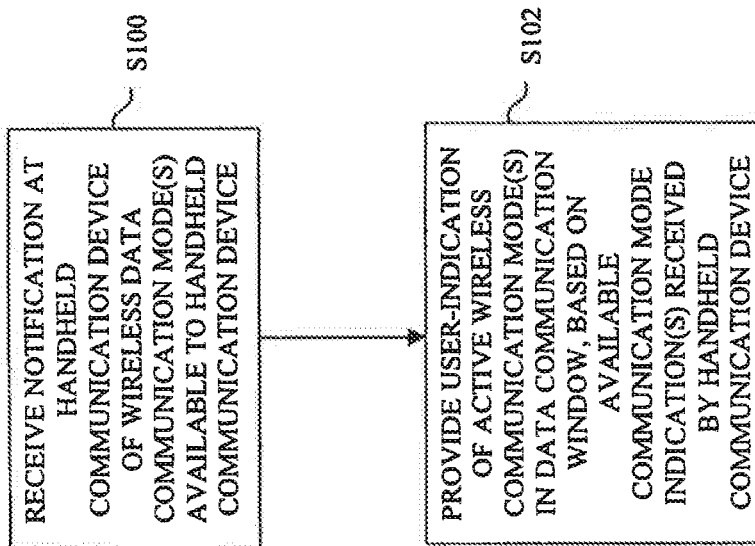 S100
RECEIVE NOTIFICATION AT
HANDHELD
COMMUNICATION DEVICE
OF WIRELESS DATA
COMMUNICATION MODE(S)
AVAILABLE TO HANDHELD
COMMUNICATION DEVICE
S102
PROVIDE USER-INDICATION
OF ACTIVE WIRELESS
COMMUNICATION MODE(S)
IN DATA COMMUNICATION
WINDOW, BASED ON
AVAILABLE
COMMUNICATION MODE
INDICATION(S) RECEIVED
BY HANDHELD
COMMUNICATION DEVICE